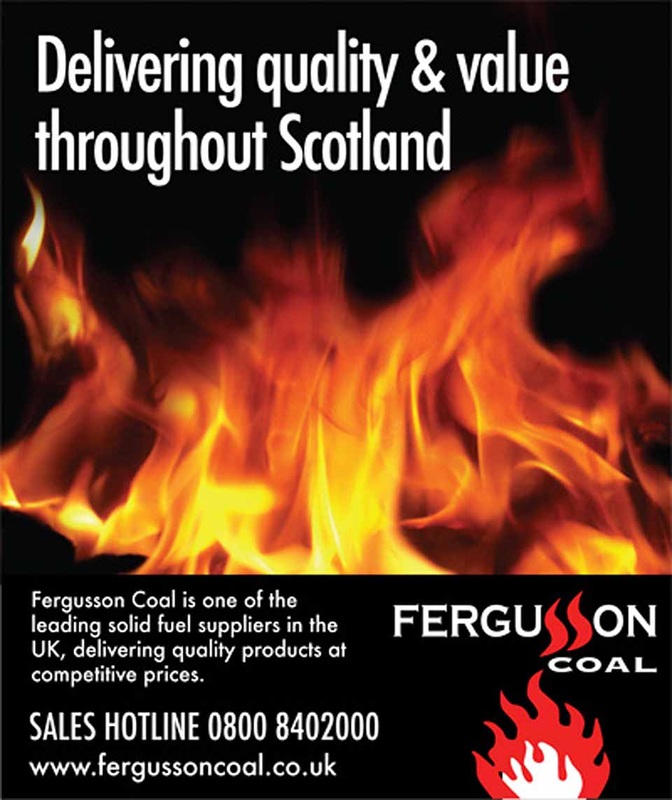 Delivering quality & value
throughout Scotland
Fergusson Coal is one of the
leading solid fuel suppliers in the
UK, delivering quality products at
competitive prices.
FERGUSSON
COAL
SALES HOTLINE 0800 8402000
www.fergussoncoal.co.uk